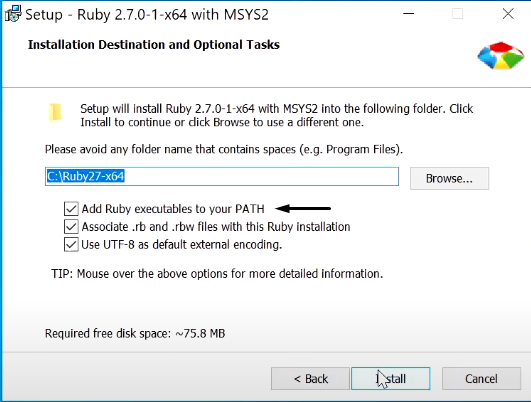 Setup - Ruby 2.7.0-1-x64 with MSYS2
Installation Destination and Optional Tasks
Setup will install Ruby 2.7.0-1-x64 with MSYS2 into the following folder. Click
Install to continue or click Browse to use a different one.
Please avoid any folder name that contains spaces (e.g. Program Files).
C:\Ruby27-x64
Browse...
Add Ruby executables to your PATH
Associate .rb and .rbw files with this Ruby installation
Use UTF-8 as default external encoding.
TIP: Mouse over the above options for more detailed information.
Required free disk space: ~75.8 MB
< Back Install Cancel